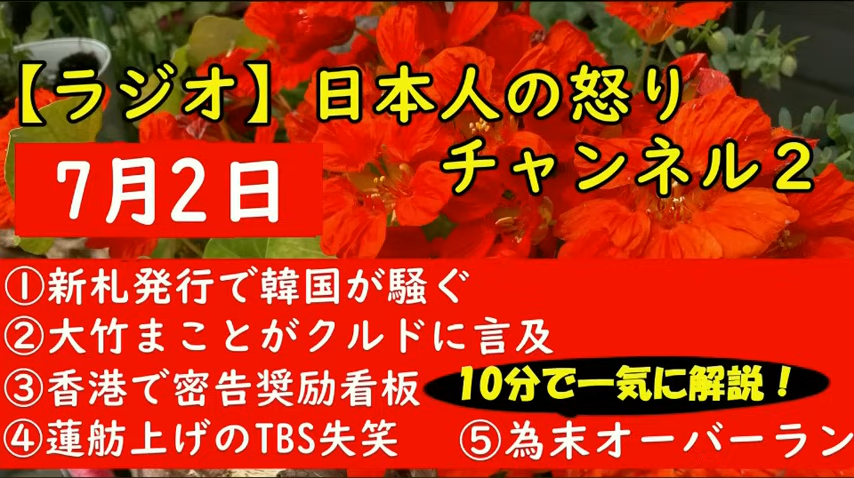 【ラジオ】日本人の怒り
チャンネル２
7月2日
①新札発行で韓国が騒ぐ
②大竹まことがクルドに言及
③香港で密告奨励看板
10分で一気に解説！
④蓮舫上げのTBS失笑
⑤為末オーバーラン